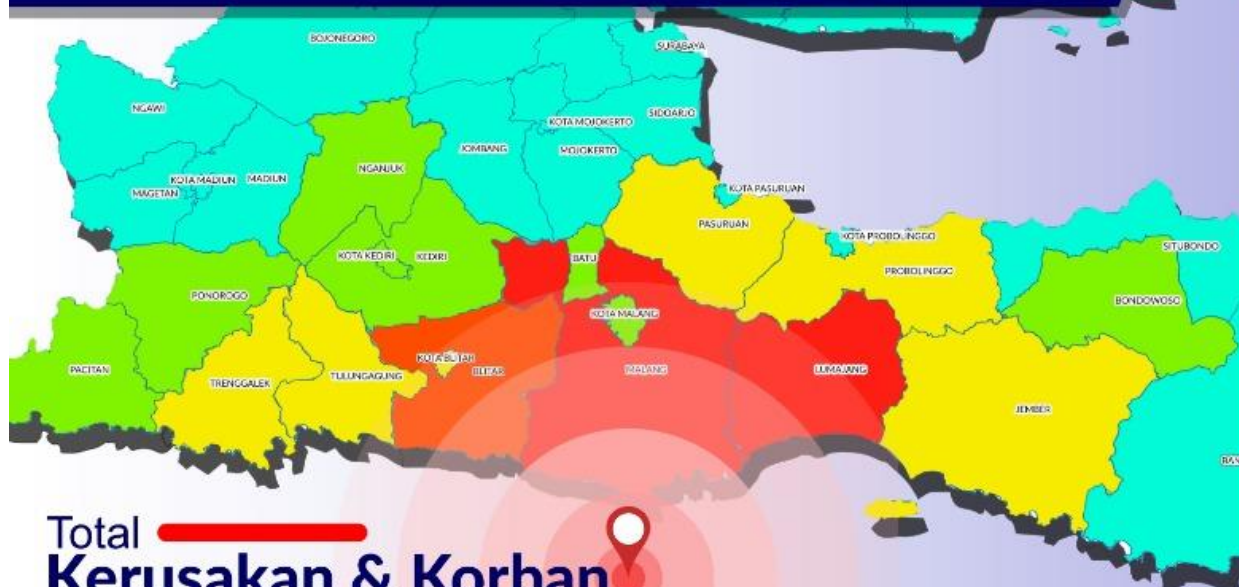 BOJONEGORO
SURABAYA
NGAWI
SIDOARJO
KOTA MOJOKERTO
JOMBANG
MOJOKERTO
NGANJUK
KOTA MADIUN
MADIUN
MAGETAN
KOTA PASURUAN
PASURUAN
KOTA PROBOLINGGO
SITUBONDO
KOTA KEDIRI
KEDIRI
BATU
PROBOLINGGO
PONOROGO
BONDOWOSO
KOTA MALANG
KOTA BLITAR
BLITAR
PACITAN
TRENGGALEK
TULUNGAGUNG
MALANG
LUMAJANG
JEMBER
BAN
Total
Kerusakan & Korban